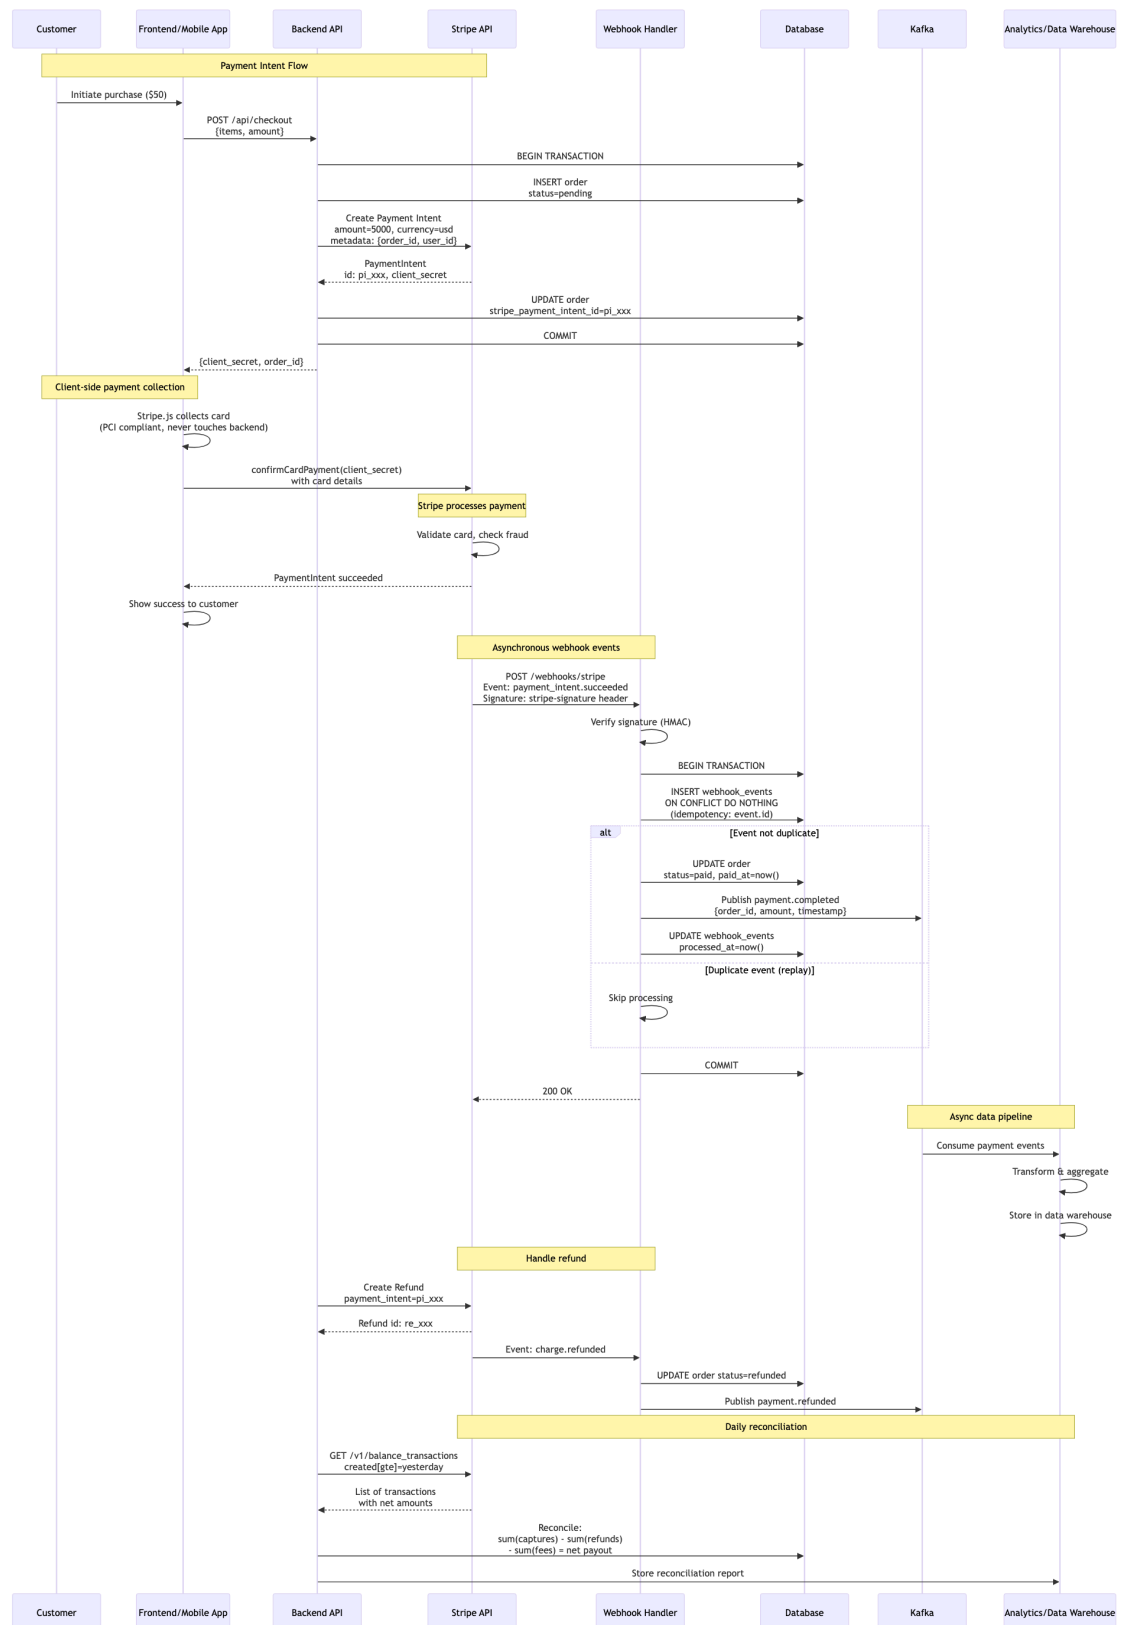 Customer
Frontend/Mobile App
Backend API
Stripe API
Webhook Handler
Database
Kafka
Analytics/Data Warehouse
Payment Intent Flow
Initiate purchase ($50)
POST /api/checkout
{items, amount}
BEGIN TRANSACTION
INSERT order
status=pending
Create Payment Intent
amount=5000, currency=usd
metadata: {order_id, user_id}
PaymentIntent
id: pi_xxx, client_secret
UPDATE order
stripe_payment_intent_id=pi_xxx
COMMIT
{client_secret, order_id}
Client-side payment collection
Stripe.js collects card
(PCI compliant, never touches backend)
confirmCardPayment(client_secret)
with card details
Stripe processes payment
Validate card, check fraud
PaymentIntent succeeded
Show success to customer
Asynchronous webhook events
POST /webhooks/stripe
Event: payment_intent.succeeded
Signature: stripe-signature header
Verify signature (HMAC)
BEGIN TRANSACTION
INSERT webhook_events
ON CONFLICT DO NOTHING
(idempotency: event.id)
alt
[Event not duplicate]
UPDATE order
status=paid, paid_at=now()
Publish payment.completed
{order_id, amount, timestamp}
UPDATE webhook_events
processed_at=now()
[Duplicate event (replay)]
Skip processing
COMMIT
200 OK
Async data pipeline
Consume payment events
Transform & aggregate
Store in data warehouse
Handle refund
Create Refund
payment_intent=pi_xxx
Refund id: re_xxx
Event: charge.refunded
UPDATE order status=refunded
Publish payment.refunded
Daily reconciliation
GET /v1/balance_transactions
created[gte]=yesterday
List of transactions
with net amounts
Reconcile:
sum(captures) - sum(refunds)
- sum(fees) = net payout
Store reconciliation report
Customer
Frontend/Mobile App
Backend API
Stripe API
Webhook Handler
Database
Kafka
Analytics/Data Warehouse